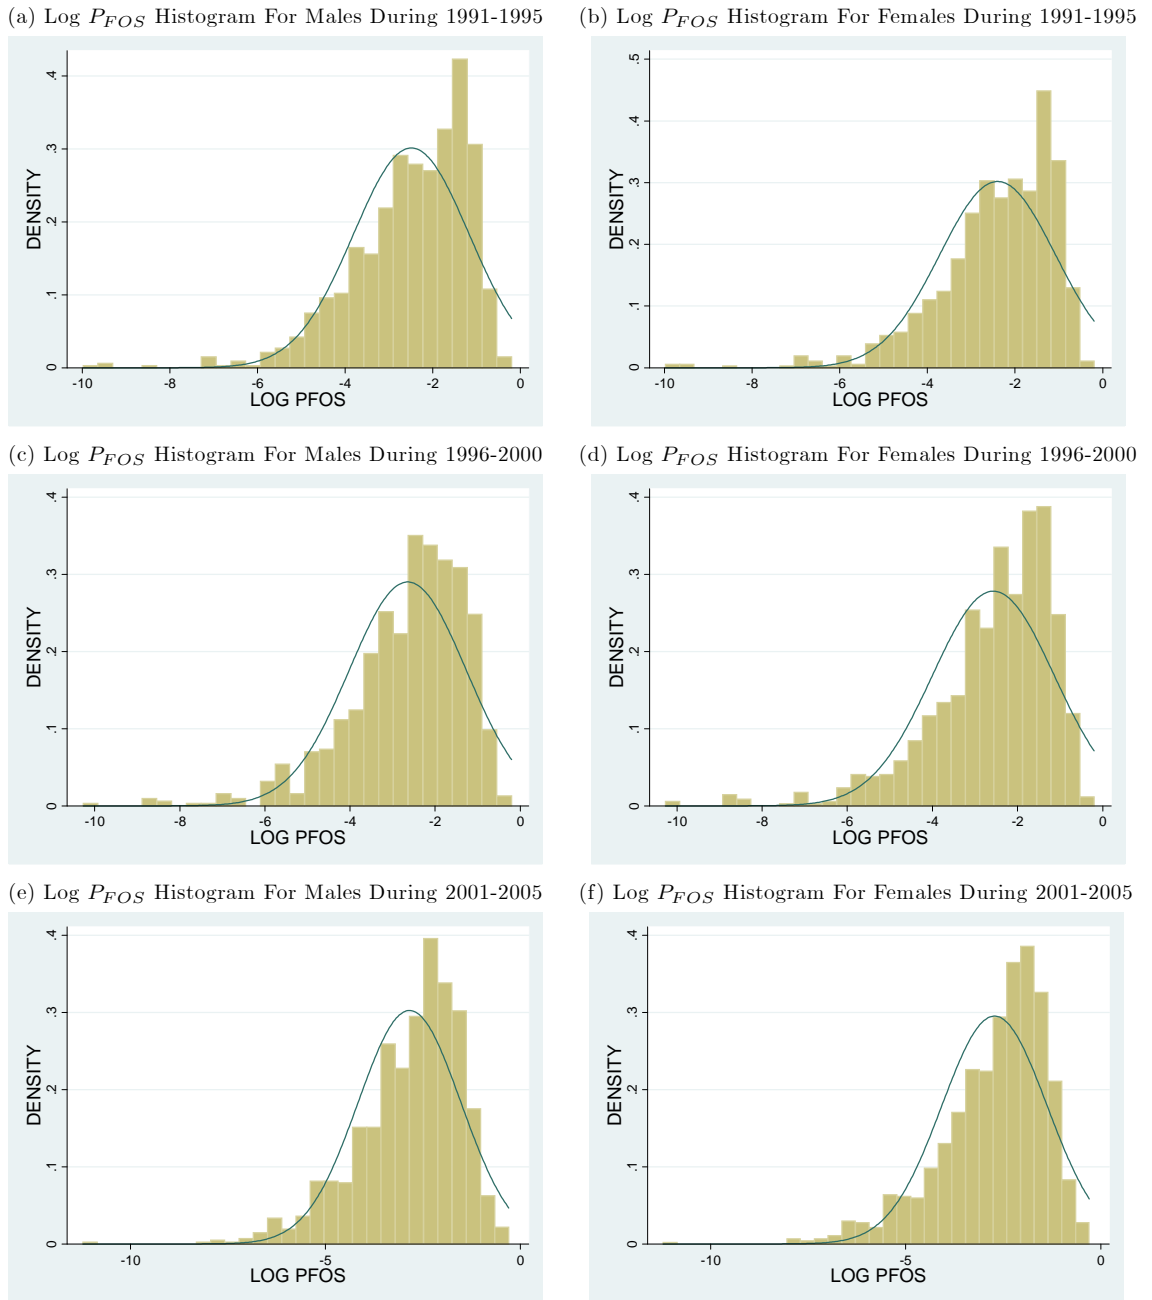 (a) Log P_FOS Histogram For Males During 1991-1995
(b) Log P_FOS Histogram For Females During 1991-1995
DENSITY
.4
.3
.2
.1
0
-10 -8 -6 -4 -2 0
LOG PFOS
DENSITY
.5
.4
.3
.2
.1
0
-10 -8 -6 -4 -2 0
LOG PFOS
(c) Log P_FOS Histogram For Males During 1996-2000
(d) Log P_FOS Histogram For Females During 1996-2000
DENSITY
.4
.3
.2
.1
0
-10 -8 -6 -4 -2 0
LOG PFOS
DENSITY
.4
.3
.2
.1
0
-10 -8 -6 -4 -2 0
LOG PFOS
(e) Log P_FOS Histogram For Males During 2001-2005
(f) Log P_FOS Histogram For Females During 2001-2005
DENSITY
.4
.3
.2
.1
0
-10 -5 0
LOG PFOS
DENSITY
.4
.3
.2
.1
0
-10 -5 0
LOG PFOS